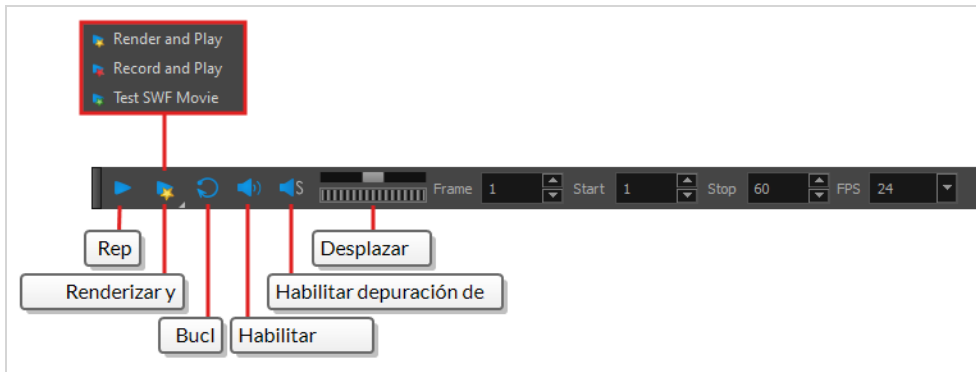 Render and Play
Record and Play
Test SWF Movie
S Frame 1 Start 1 Stop 60 FPS 24
Rep
Desplazar
Renderizar y
Habilitar depuración de
Bucl
Habilitar